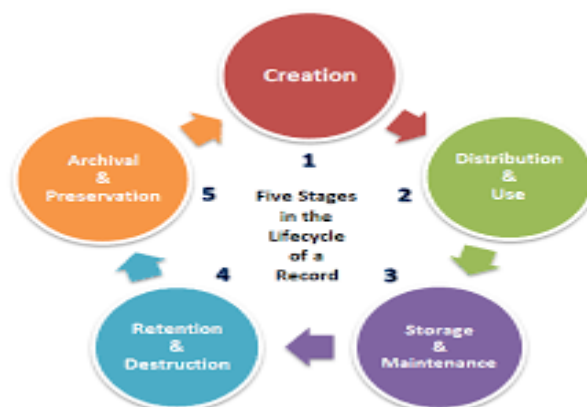 Creation
1
Distribution
&
Use
2
Storage
&
Maintenance
3
Retention
&
Destruction
4
Archival
&
Preservation
5
Five Stages
in the
Lifecycle
of a
Record